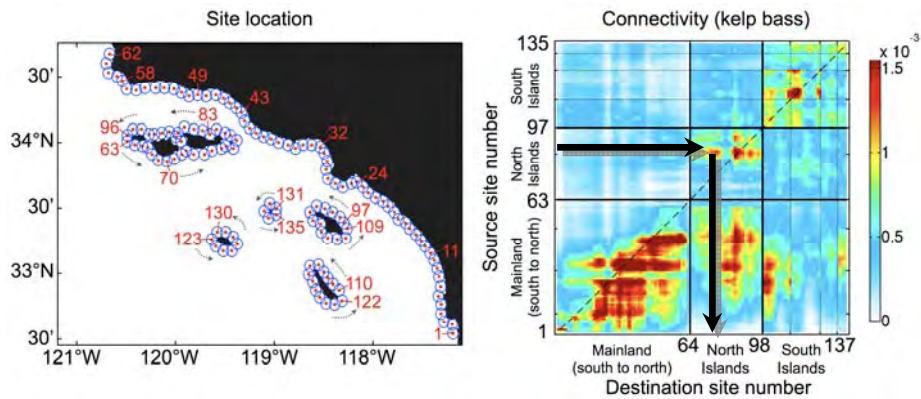 Site location
30'
34°N
30'
33°N
30'
121°W
120°W
119°W
118°W
62
58
49
43
32
24
11
1
96
83
63
70
131
135
130
123
97
109
110
122
Connectivity (kelp bass)
Source site number
135
97
63
1
South
Islands
North
Islands
Mainland
(south to north)
Mainland
(south to north)
64
North
Islands
98
South
Islands
137
Destination site number
x 10⁻³
1.5
1
0.5
0